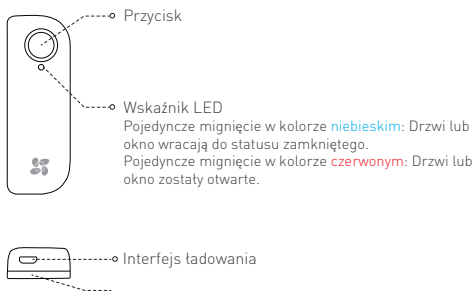 Przycisk
Wskaźnik LED
Pojedyncze mignięcie w kolorze niebieskim: Drzwi lub
okno wracają do statusu zamkniętego.
Pojedyncze mignięcie w kolorze czerwonym: Drzwi lub
okno zostały otwarte.
Interfejs ładowania